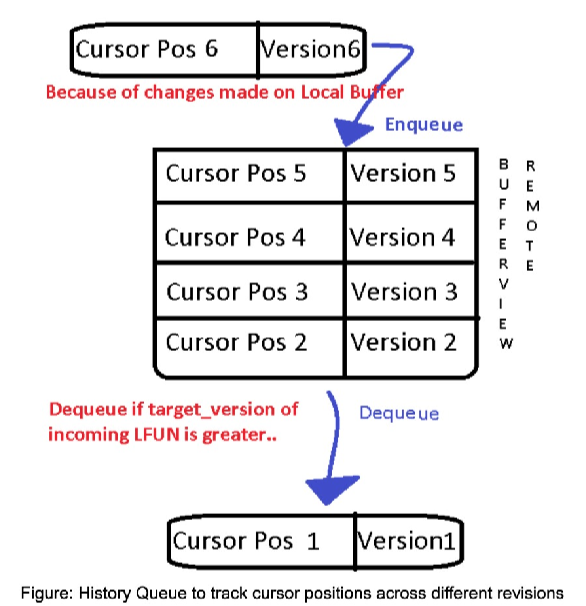 Cursor Pos 6 Version6
Because of changes made on Local Buffer
Enqueue
Cursor Pos 5 Version 5
Cursor Pos 4 Version 4
Cursor Pos 3 Version 3
Cursor Pos 2 Version 2
BUFFERVIEW
REMOTE
Dequeue if target_version of
incoming LFUN is greater..
Dequeue
Cursor Pos 1 Version1
Figure: History Queue to track cursor positions across different revisions